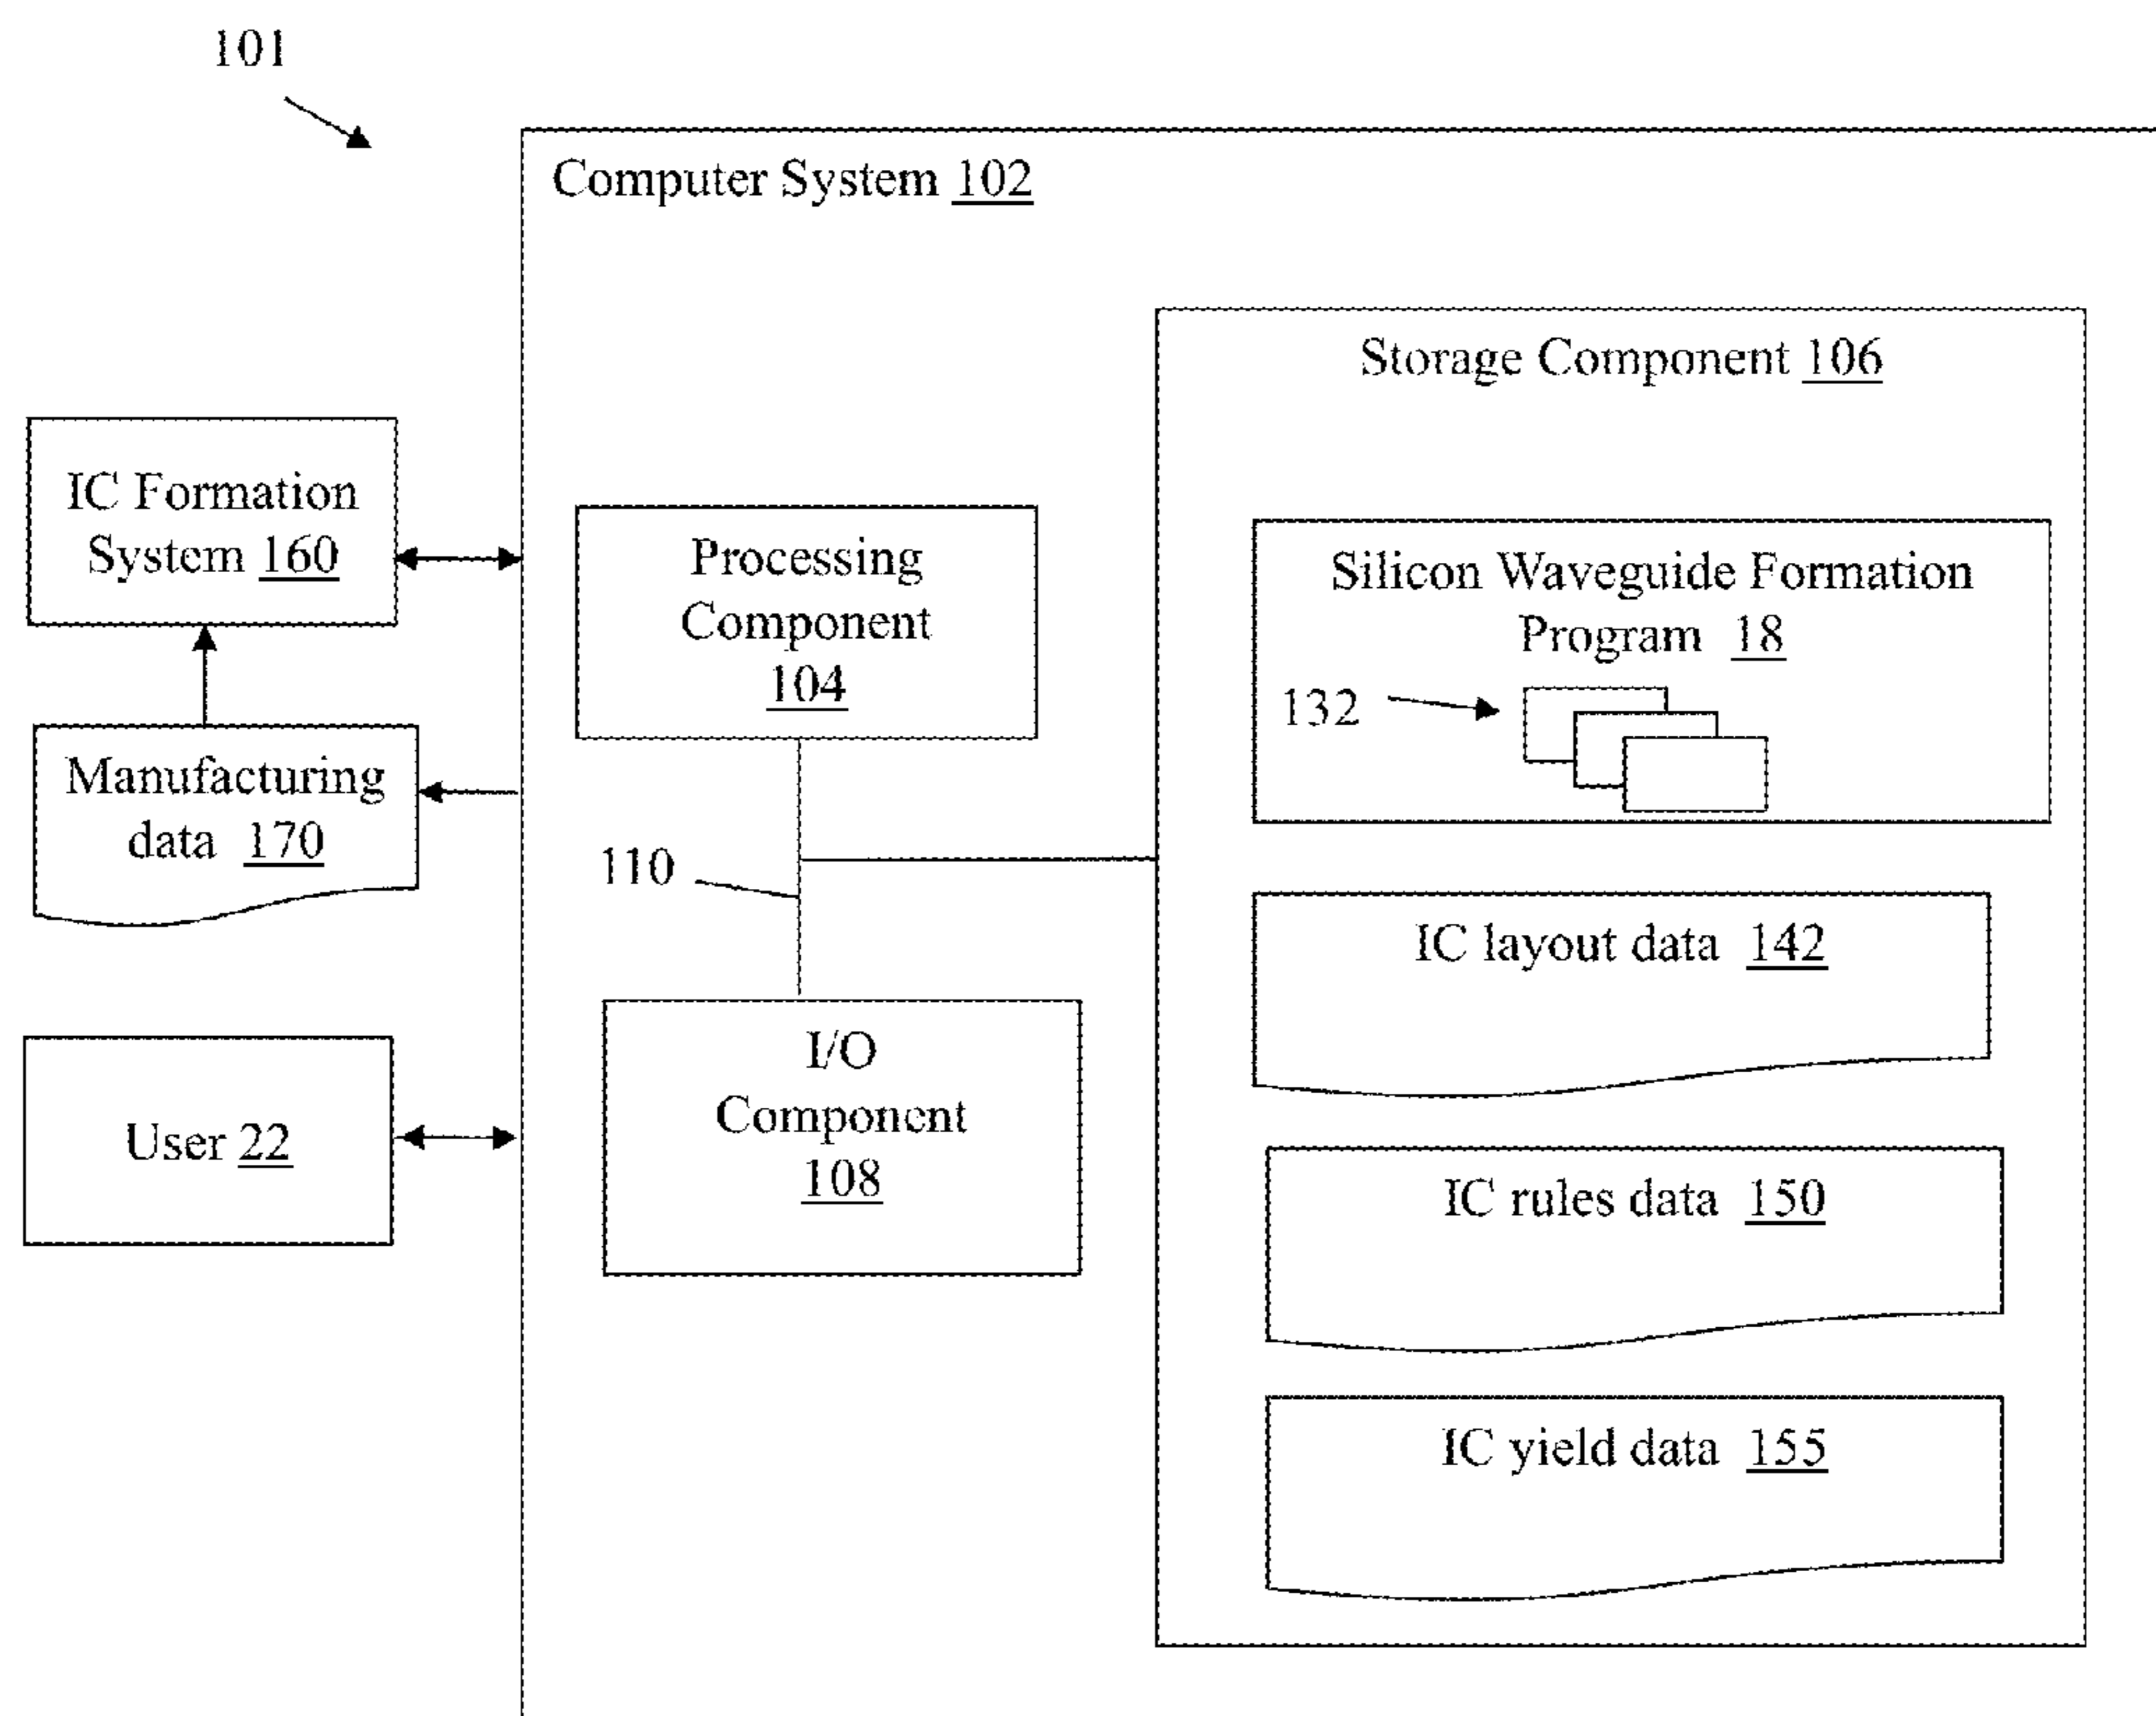 101
Computer System 102
Storage Component 106
IC Formation
System 160
Processing
Component
104
Silicon Waveguide Formation
Program 18
132
Manufacturing
data 170
110
IC layout data 142
I/O
Component
108
User 22
IC rules data 150
IC yield data 155